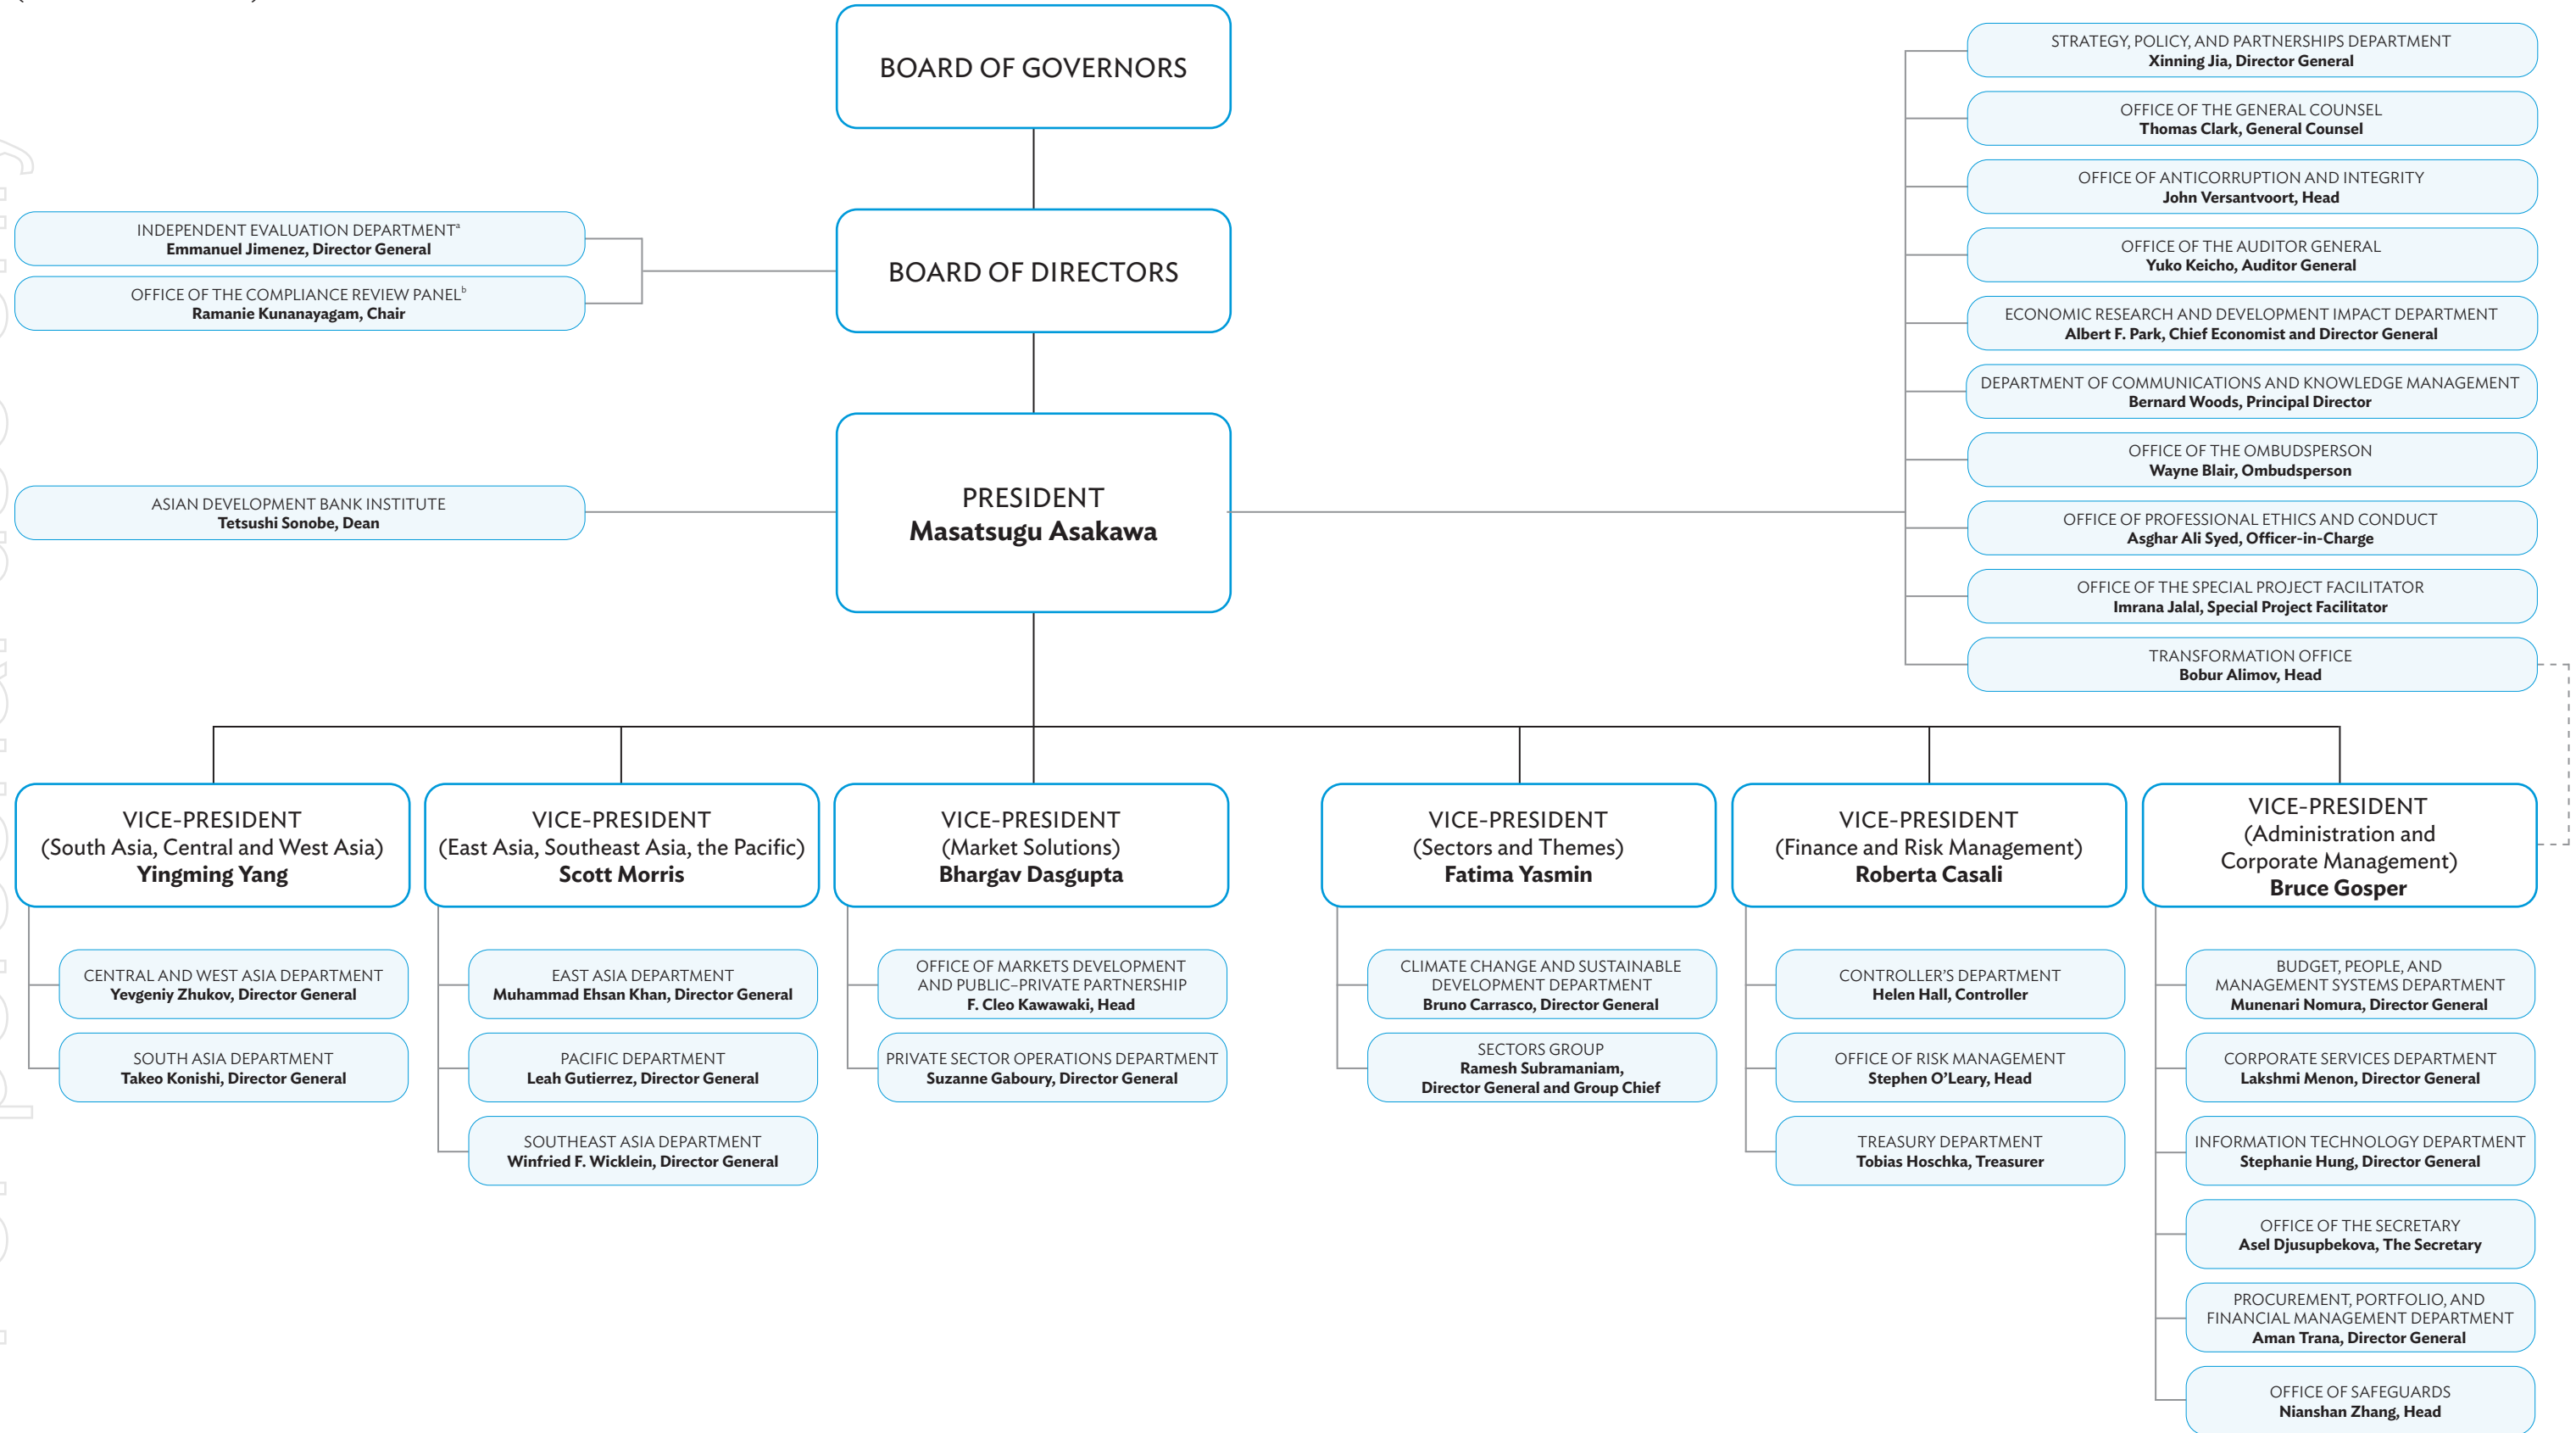 BOARD OF GOVERNORS
BOARD OF DIRECTORS
INDEPENDENT EVALUATION DEPARTMENTᵃ
Emmanuel Jimenez, Director General
OFFICE OF THE COMPLIANCE REVIEW PANELᵇ
Ramanie Kunanayagam, Chair
PRESIDENT
Masatsugu Asakawa
ASIAN DEVELOPMENT BANK INSTITUTE
Tetsushi Sonobe, Dean
STRATEGY, POLICY, AND PARTNERSHIPS DEPARTMENT
Xinning Jia, Director General
OFFICE OF THE GENERAL COUNSEL
Thomas Clark, General Counsel
OFFICE OF ANTICORRUPTION AND INTEGRITY
John Versantvoort, Head
OFFICE OF THE AUDITOR GENERAL
Yuko Keicho, Auditor General
ECONOMIC RESEARCH AND DEVELOPMENT IMPACT DEPARTMENT
Albert F. Park, Chief Economist and Director General
DEPARTMENT OF COMMUNICATIONS AND KNOWLEDGE MANAGEMENT
Bernard Woods, Principal Director
OFFICE OF THE OMBUDSPERSON
Wayne Blair, Ombudsperson
OFFICE OF PROFESSIONAL ETHICS AND CONDUCT
Asghar Ali Syed, Officer-in-Charge
OFFICE OF THE SPECIAL PROJECT FACILITATOR
Imrana Jalal, Special Project Facilitator
TRANSFORMATION OFFICE
Bobur Alimov, Head
VICE-PRESIDENT
(South Asia, Central and West Asia)
Yingming Yang
CENTRAL AND WEST ASIA DEPARTMENT
Yevgeniy Zhukov, Director General
SOUTH ASIA DEPARTMENT
Takeo Konishi, Director General
VICE-PRESIDENT
(East Asia, Southeast Asia, the Pacific)
Scott Morris
EAST ASIA DEPARTMENT
Muhammad Ehsan Khan, Director General
PACIFIC DEPARTMENT
Leah Gutierrez, Director General
SOUTHEAST ASIA DEPARTMENT
Winfried F. Wicklein, Director General
VICE-PRESIDENT
(Market Solutions)
Bhargav Dasgupta
OFFICE OF MARKETS DEVELOPMENT
AND PUBLIC–PRIVATE PARTNERSHIP
F. Cleo Kawawaki, Head
PRIVATE SECTOR OPERATIONS DEPARTMENT
Suzanne Gaboury, Director General
VICE-PRESIDENT
(Sectors and Themes)
Fatima Yasmin
CLIMATE CHANGE AND SUSTAINABLE
DEVELOPMENT DEPARTMENT
Bruno Carrasco, Director General
SECTORS GROUP
Ramesh Subramaniam,
Director General and Group Chief
VICE-PRESIDENT
(Finance and Risk Management)
Roberta Casali
CONTROLLER’S DEPARTMENT
Helen Hall, Controller
OFFICE OF RISK MANAGEMENT
Stephen O’Leary, Head
TREASURY DEPARTMENT
Tobias Hoschka, Treasurer
VICE-PRESIDENT
(Administration and
Corporate Management)
Bruce Gosper
BUDGET, PEOPLE, AND
MANAGEMENT SYSTEMS DEPARTMENT
Munenari Nomura, Director General
CORPORATE SERVICES DEPARTMENT
Lakshmi Menon, Director General
INFORMATION TECHNOLOGY DEPARTMENT
Stephanie Hung, Director General
OFFICE OF THE SECRETARY
Asel Djusupbekova, The Secretary
PROCUREMENT, PORTFOLIO, AND
FINANCIAL MANAGEMENT DEPARTMENT
Aman Trana, Director General
OFFICE OF SAFEGUARDS
Nianshan Zhang, Head